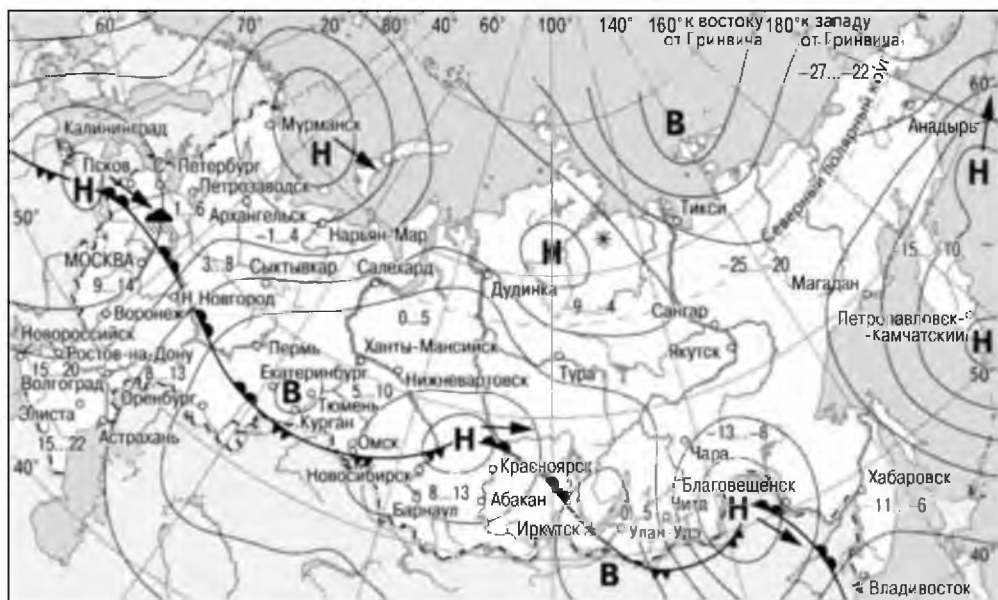 60° 70° 20° 30° 40° 60° 100° 140° 160° к востоку 180° к западу
от Гринвича от Гринвича
-27...-22
60°
Северный полярный круг
Анадырь
В
Мурманск
Н
Калининград
Псков С.-Петербург
Н
Петрозаводск
Н
Архангельск
-1...4
Нарьян-Мар
Тикси
50°
Н
-15...-10
МОСКВА
9...14
3...8
Сыктывкар
Салехард
-25...-20
Магадан
Дудинка
-9...-4
Н. Новгород
Воронеж
0...5
Сангар
Петропавловск-
-Камчатский
Новороссийск
Ростов-на-Дону
Пермь
Ханты-Мансийск
Якутск
Н
15...20
8...13
Волгоград
Екатеринбург
5...10
Нижневартовск
Тура
50°
Оренбург
В
Тюмень
Элиста
Курган
15...22
Астрахань
Омск
Н
-13...-8
Чара
40°
Новосибирск
Красноярск
Благовещенск
Хабаровск
8...13
Барнаул
Абакан
0...5
Чита
Н
-11...-6
Иркутск
Улан-Удэ
40°
В
Владивосток